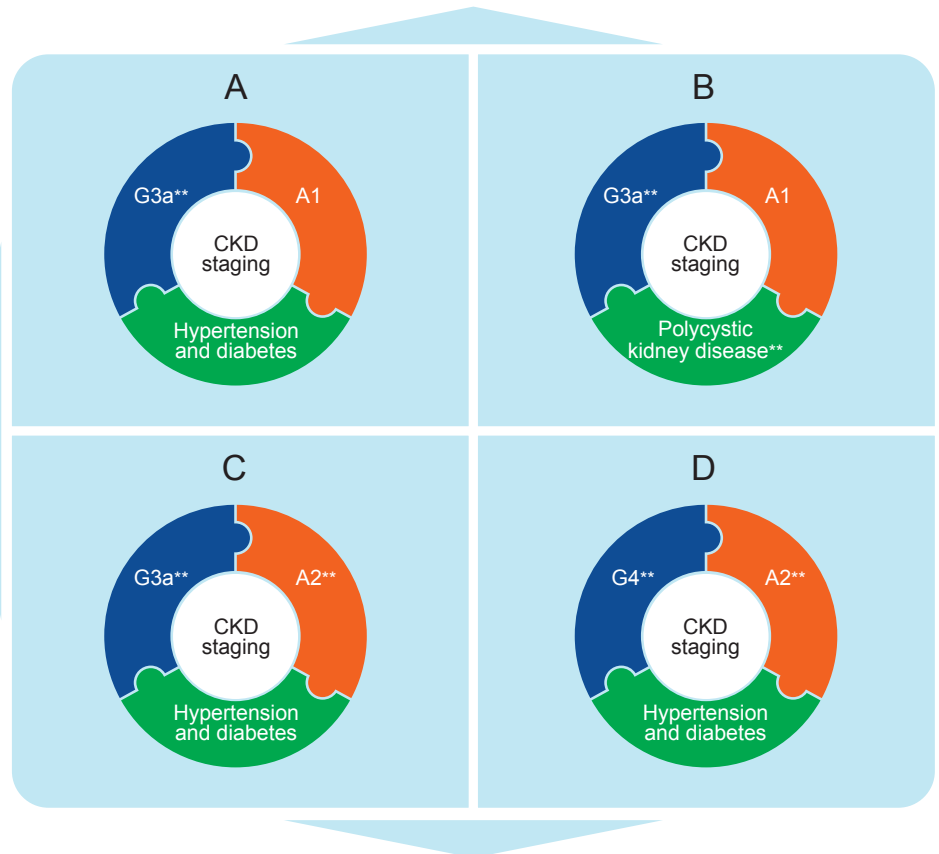 A
G3a**
A1
CKD
staging
Hypertension
and diabetes
B
G3a**
A1
CKD
staging
Polycystic
kidney disease**
C
G3a**
A2**
CKD
staging
Hypertension
and diabetes
D
G4**
A2**
CKD
staging
Hypertension
and diabetes